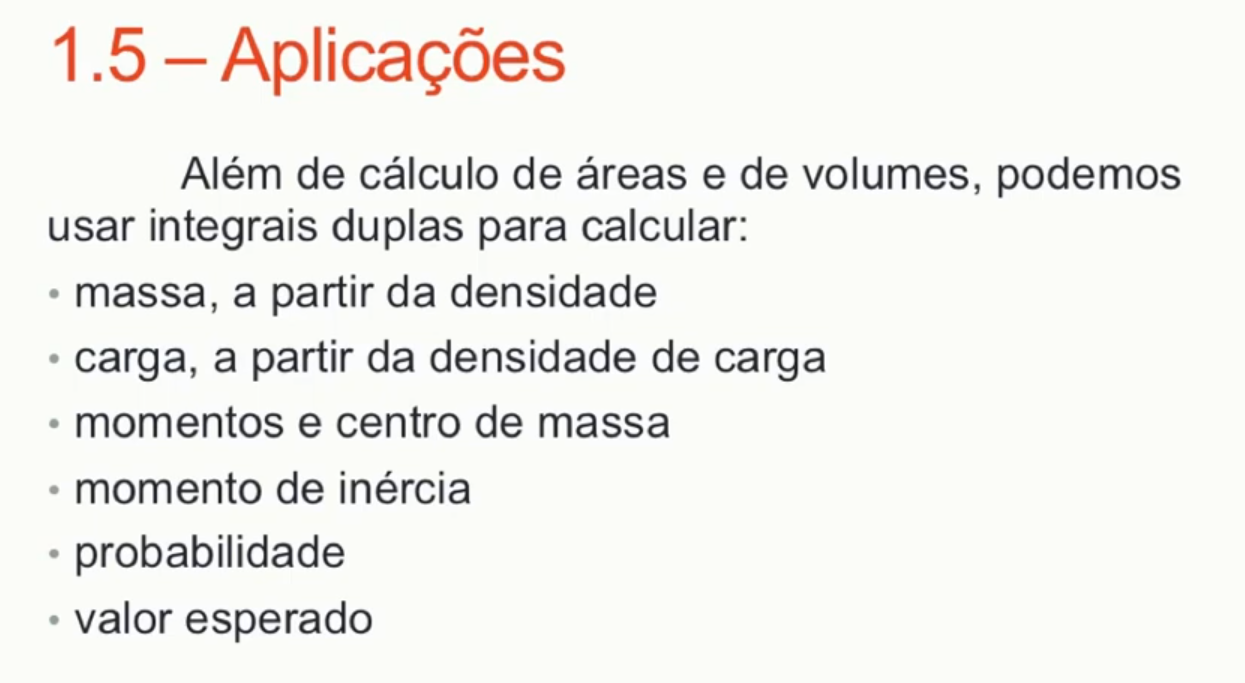 1.5 – Aplicações
Além de cálculo de áreas e de volumes, podemos
usar integrais duplas para calcular:
• massa, a partir da densidade
• carga, a partir da densidade de carga
• momentos e centro de massa
• momento de inércia
• probabilidade
• valor esperado